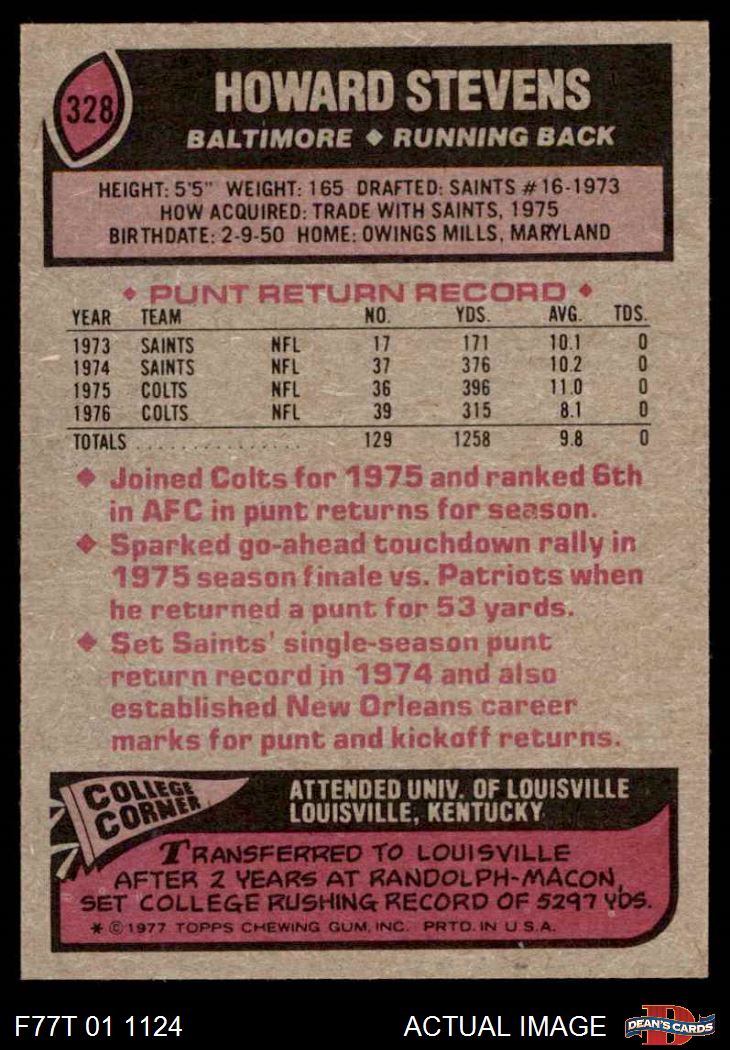 328
HOWARD STEVENS
BALTIMORE ◆ RUNNING BACK
HEIGHT: 5'5" WEIGHT: 165 DRAFTED: SAINTS #16-1973
HOW ACQUIRED: TRADE WITH SAINTS, 1975
BIRTHDATE: 2-9-50 HOME: OWINGS MILLS, MARYLAND
◆ PUNT RETURN RECORD ◆
YEAR TEAM NO. YDS. AVG. TDS.
1973 SAINTS NFL 17 171 10.1 0
1974 SAINTS NFL 37 376 10.2 0
1975 COLTS NFL 36 396 11.0 0
1976 COLTS NFL 39 315 8.1 0
TOTALS . . . . . . . . . . . . . . . 129 1258 9.8 0
◆ Joined Colts for 1975 and ranked 6th
in AFC in punt returns for season.
◆ Sparked go-ahead touchdown rally in
1975 season finale vs. Patriots when
he returned a punt for 53 yards.
◆ Set Saints' single-season punt
return record in 1974 and also
established New Orleans career
marks for punt and kickoff returns.
COLLEGE
CORNER
ATTENDED UNIV. OF LOUISVILLE
LOUISVILLE, KENTUCKY
TRANSFERRED TO LOUISVILLE
AFTER 2 YEARS AT RANDOLPH-MACON,
SET COLLEGE RUSHING RECORD OF 5297 YDS.
* © 1977 TOPPS CHEWING GUM, INC. PRTD. IN U.S.A.
F77T 01 1124 ACTUAL IMAGE
D
DEAN'S CARDS